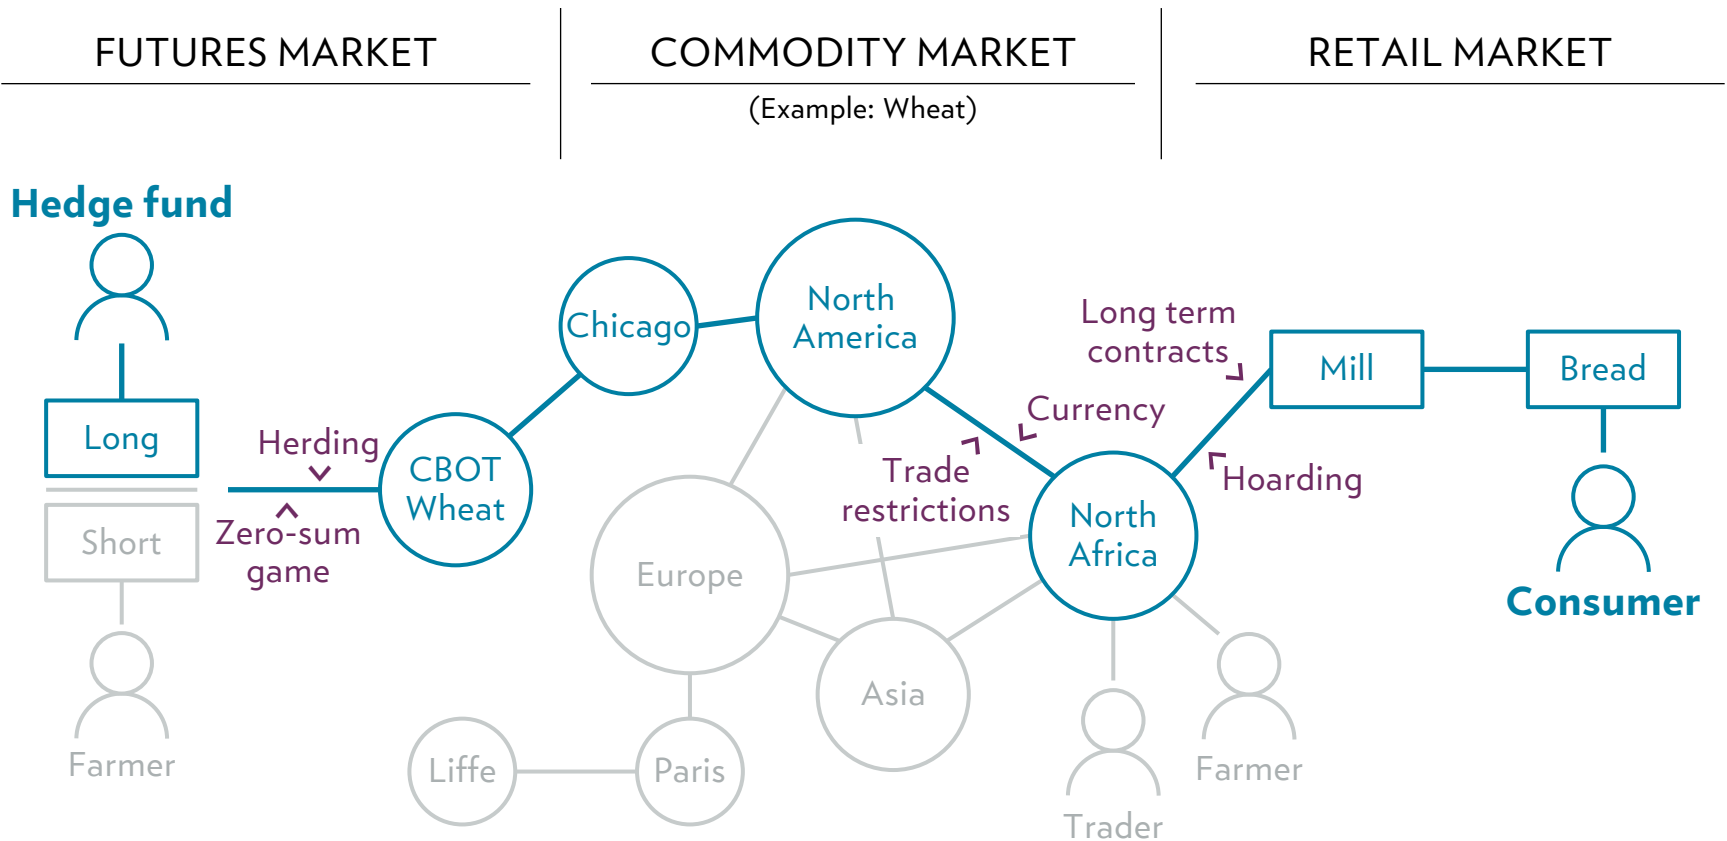 FUTURES MARKET
COMMODITY MARKET
(Example: Wheat)
RETAIL MARKET
Hedge fund
Long
Short
Farmer
Herding
Zero-sum
game
CBOT
Wheat
Chicago
North
America
Europe
Liffe
Paris
Asia
Currency
Trade
restrictions
North
Africa
Trader
Farmer
Long term
contracts
Hoarding
Mill
Bread
Consumer